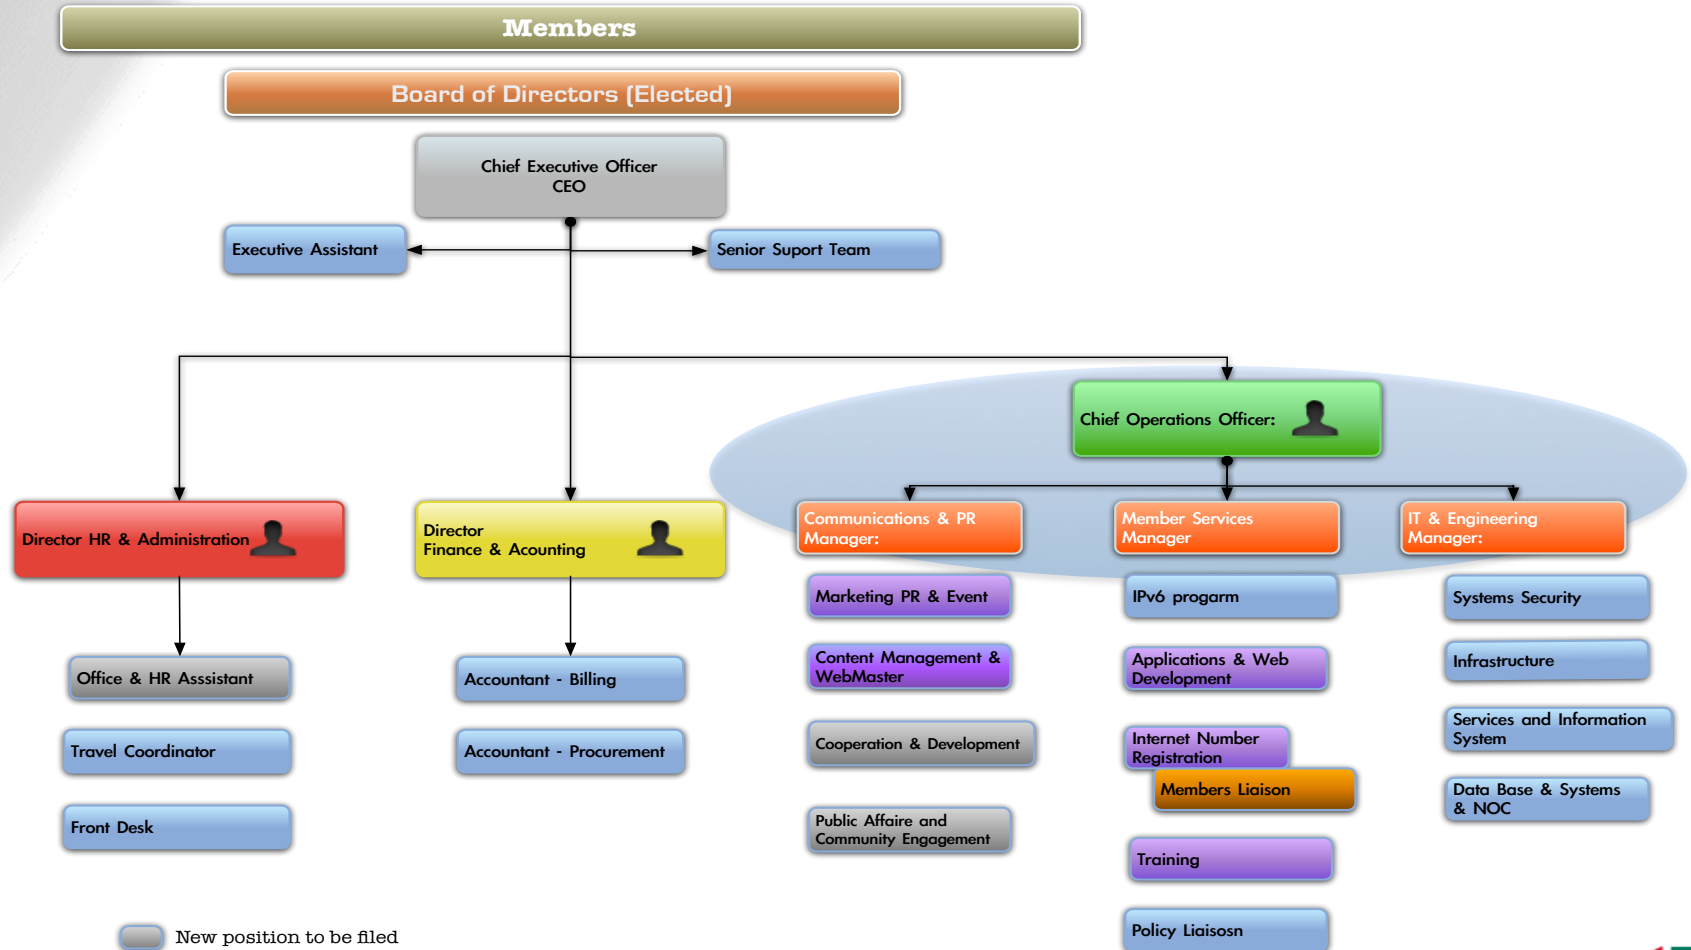 Members
Board of Directors (Elected)
Chief Executive Officer
CEO
Executive Assistant
Senior Suport Team
Chief Operations Officer:
Director HR & Administration
Director
Finance & Acounting
Communications & PR
Manager:
Member Services
Manager
IT & Engineering
Manager:
Office & HR Asssistant
Travel Coordinator
Front Desk
Accountant - Billing
Accountant - Procurement
Marketing PR & Event
Content Management &
WebMaster
Cooperation & Development
Public Affaire and
Community Engagement
IPv6 progarm
Applications & Web
Development
Internet Number
Registration
Members Liaison
Training
Policy Liaisosn
Systems Security
Infrastructure
Services and Information
System
Data Base & Systems
& NOC
New position to be filed